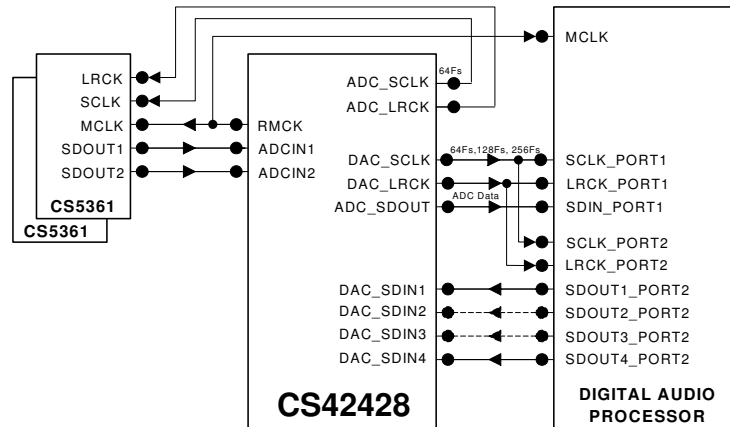 LRCK
SCLK
MCLK
SDOUT1
SDOUT2
CS5361
CS5361
RMCK
ADCIN1
ADCIN2
ADC_SCLK
ADC_LRCK
DAC_SCLK
DAC_LRCK
ADC_SDOUT
DAC_SDIN1
DAC_SDIN2
DAC_SDIN3
DAC_SDIN4
CS42428
64Fs
64Fs,128Fs, 256Fs
ADC Data
MCLK
SCLK_PORT1
LRCK_PORT1
SDIN_PORT1
SCLK_PORT2
LRCK_PORT2
SDOUT1_PORT2
SDOUT2_PORT2
SDOUT3_PORT2
SDOUT4_PORT2
DIGITAL AUDIO
PROCESSOR